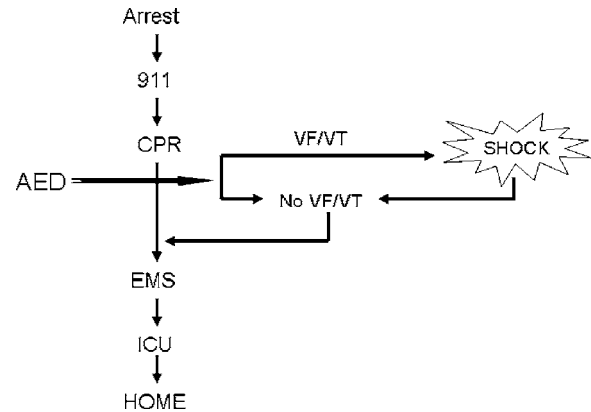 Arrest
911
CPR
VF/VT
SHOCK
AED
No VF/VT
EMS
ICU
HOME